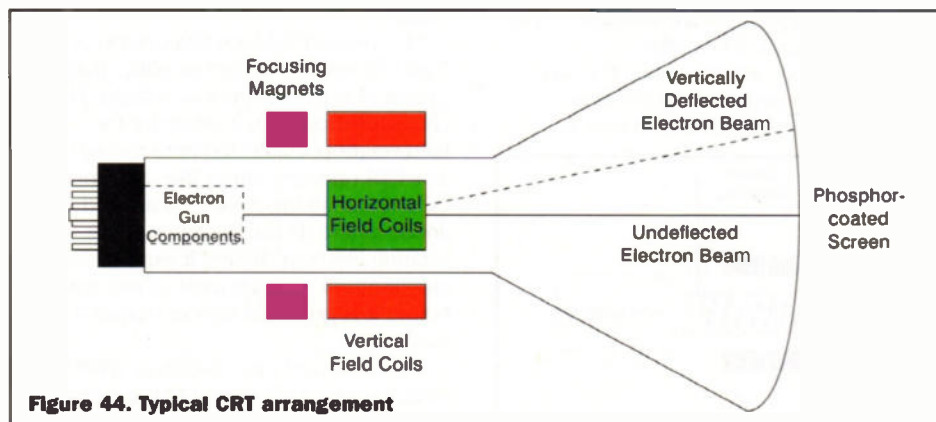 Focusing
Magnets
Vertically
Deflected
Electron Beam
Electron
Gun
Components
Horizontal
Field Coils
Phosphor-
coated
Screen
Undeflected
Electron Beam
Vertical
Field Coils
Figure 44. Typical CRT arrangement